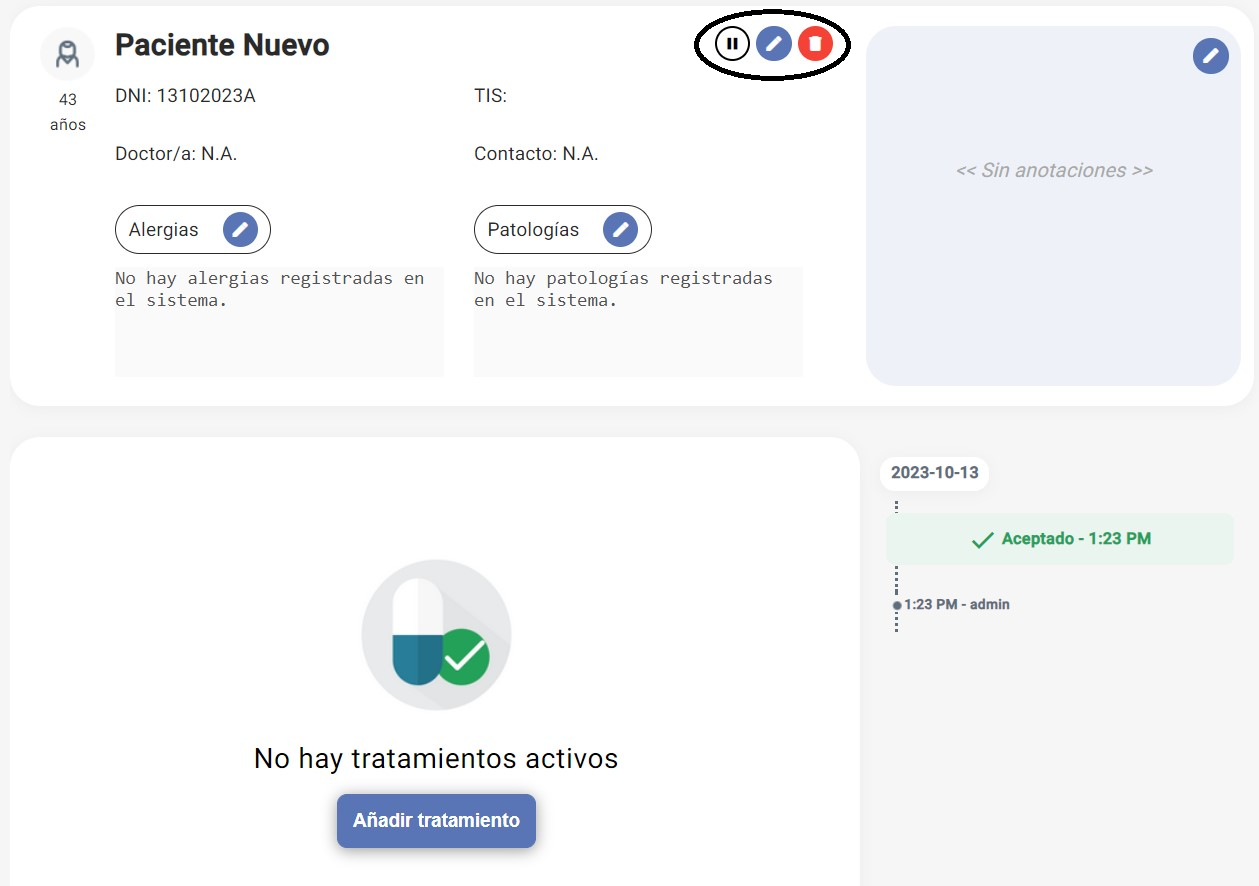 Paciente Nuevo
43
años
DNI: 13102023A
TIS:
Doctor/a: N.A.
Contacto: N.A.
Alergias
Patologías
No hay alergias registradas en
el sistema.
No hay patologías registradas
en el sistema.
<< Sin anotaciones >>
No hay tratamientos activos
Añadir tratamiento
2023-10-13
Aceptado - 1:23 PM
1:23 PM - admin